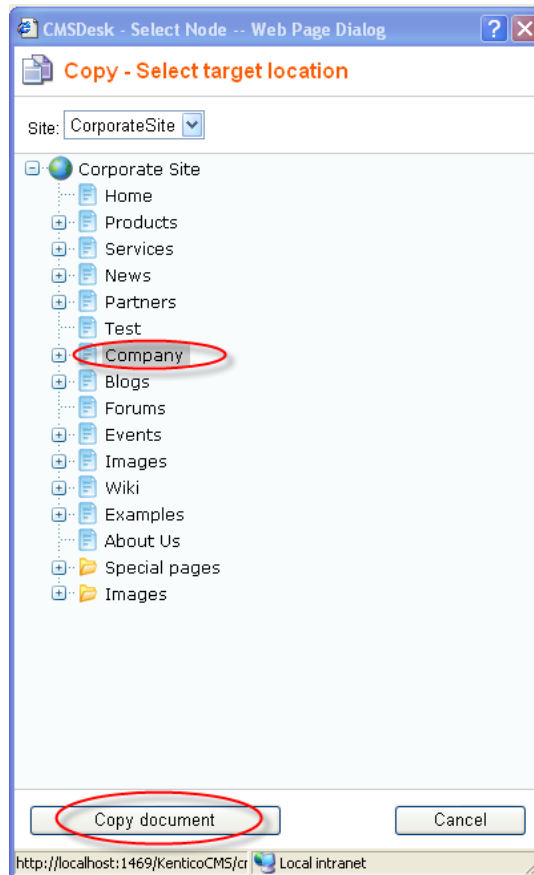 CMSDesk - Select Node -- Web Page Dialog
Copy - Select target location
Site: CorporateSite
Corporate Site
Home
Products
Services
News
Partners
Test
Company
Blogs
Forums
Events
Images
Wiki
Examples
About Us
Special pages
Images
Copy document Cancel
http://localhost:1469/KenticoCMS/cr Local intranet